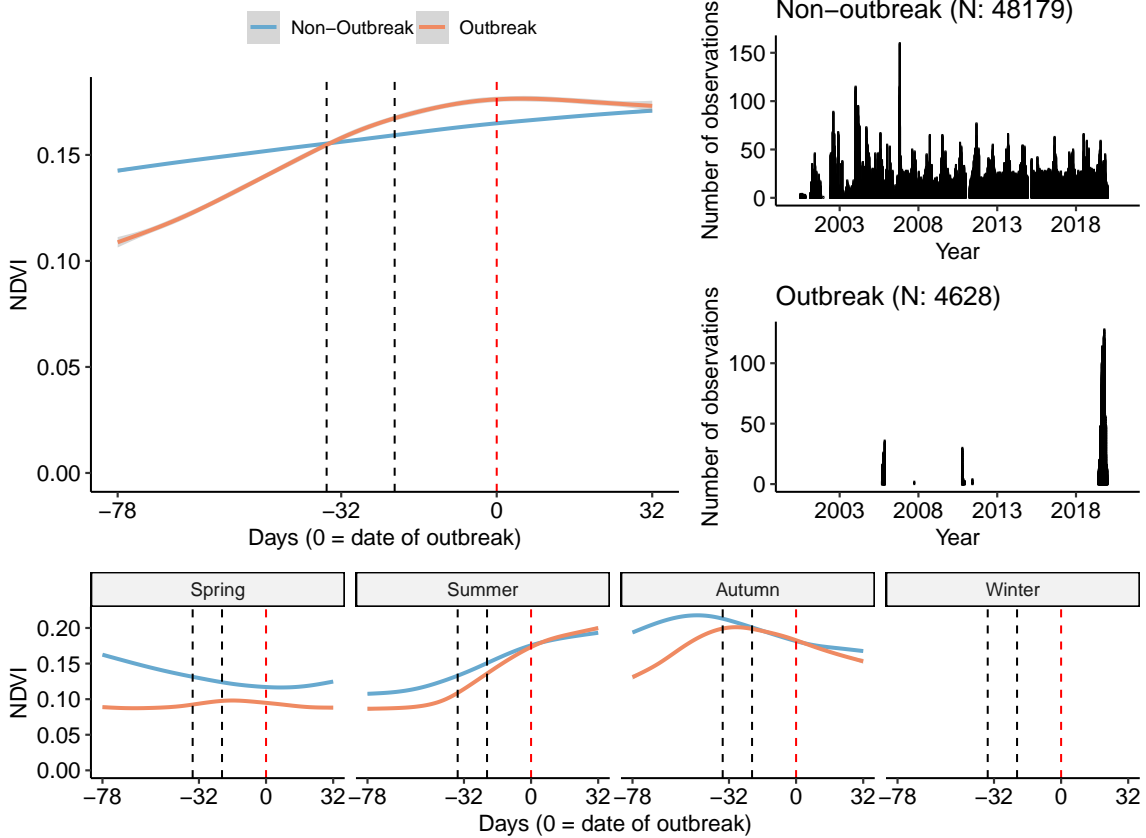 Non−Outbreak Outbreak
NDVI
0.15
0.10
0.05
0.00
−78 −32 0 32
Days (0 = date of outbreak)
Non−outbreak (N: 48179)
Number of observations
150
100
50
0
2003 2008 2013 2018
Year
Outbreak (N: 4628)
Number of observations
100
50
0
2003 2008 2013 2018
Year
Spring Summer Autumn Winter
NDVI
0.20
0.15
0.10
0.05
0.00
−78 −32 0 32 −78 −32 0 32 −78 −32 0 32 −78 −32 0 32
Days (0 = date of outbreak)